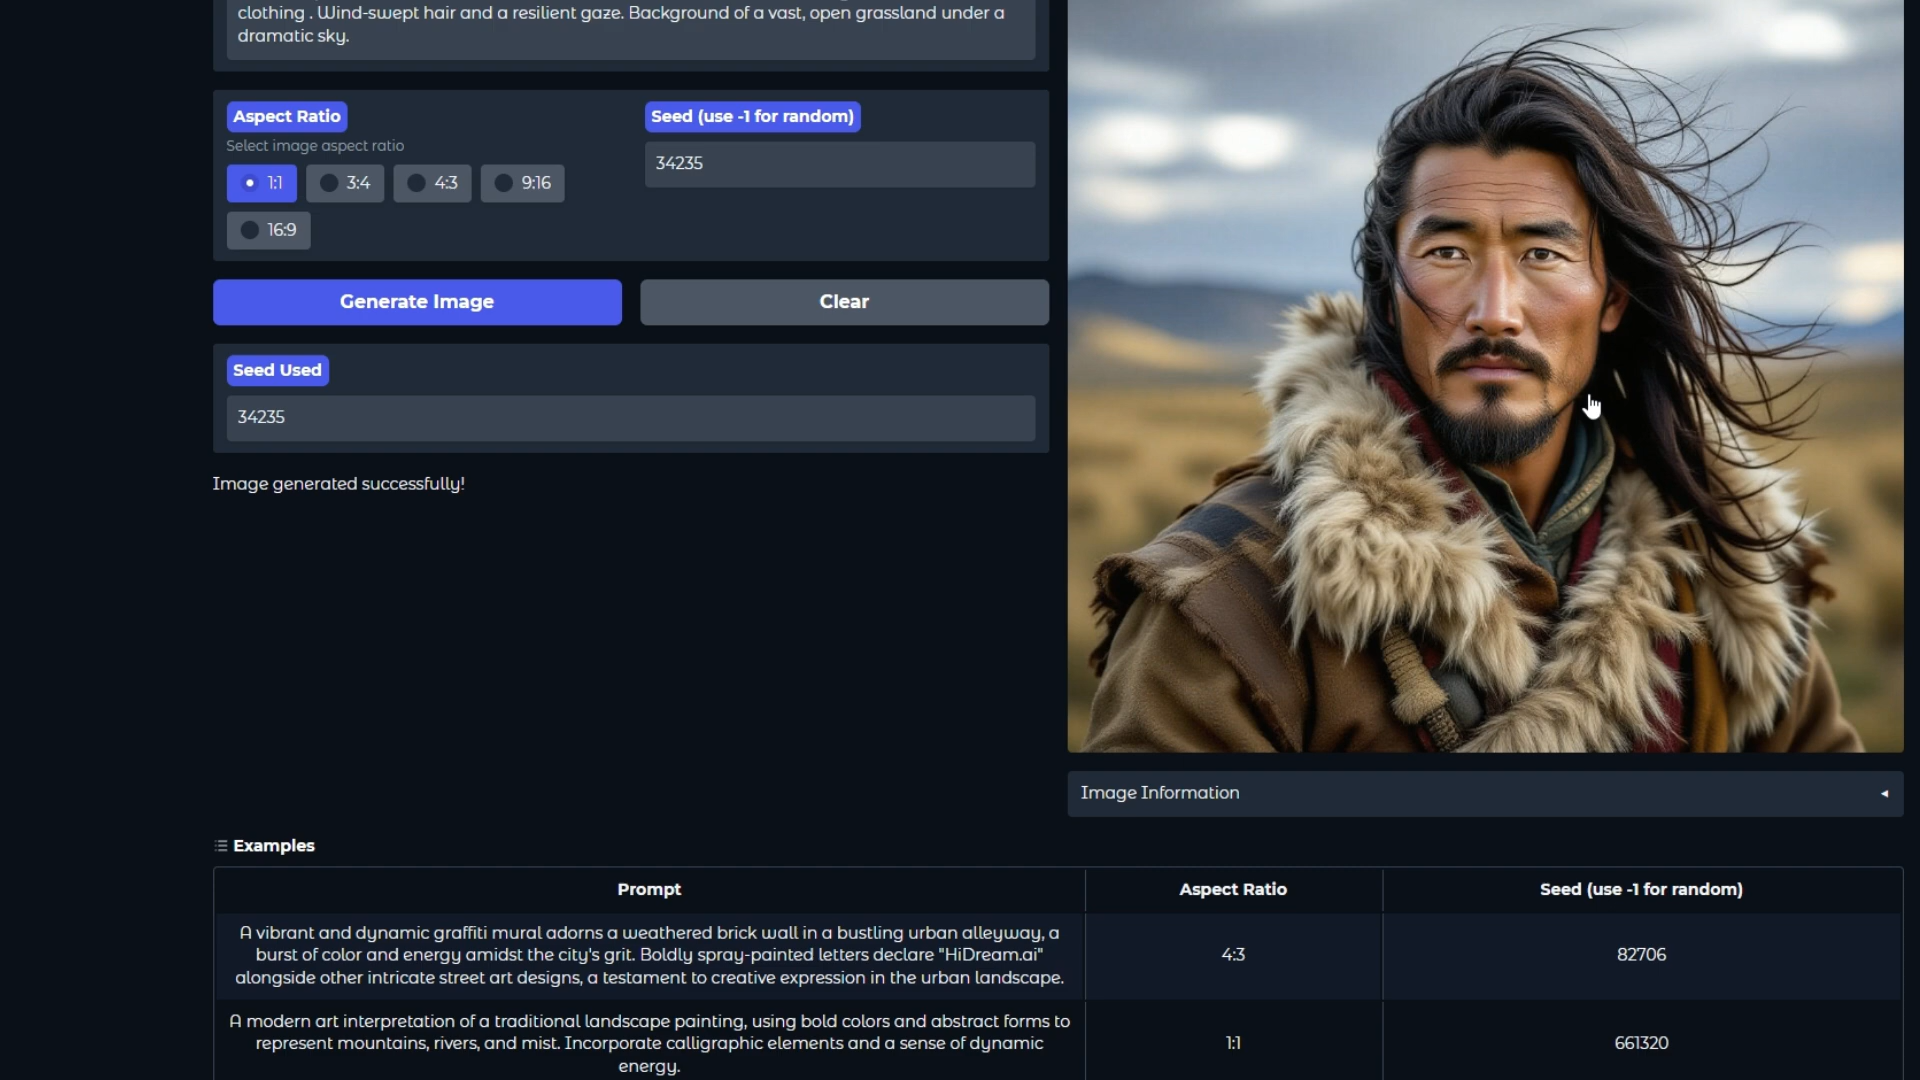 clothing . Wind-swept hair and a resilient gaze. Background of a vast, open grassland under a
dramatic sky.
Aspect Ratio
Select image aspect ratio
1:1
3:4
4:3
9:16
16:9
Seed (use -1 for random)
34235
Generate Image
Clear
Seed Used
34235
Image generated successfully!
Image Information
Examples
Prompt
Aspect Ratio
Seed (use -1 for random)
A vibrant and dynamic graffiti mural adorns a weathered brick wall in a bustling urban alleyway, a
burst of color and energy amidst the city's grit. Boldly spray-painted letters declare "HiDream.ai"
alongside other intricate street art designs, a testament to creative expression in the urban landscape.
4:3
82706
A modern art interpretation of a traditional landscape painting, using bold colors and abstract forms to
represent mountains, rivers, and mist. Incorporate calligraphic elements and a sense of dynamic
energy.
1:1
661320